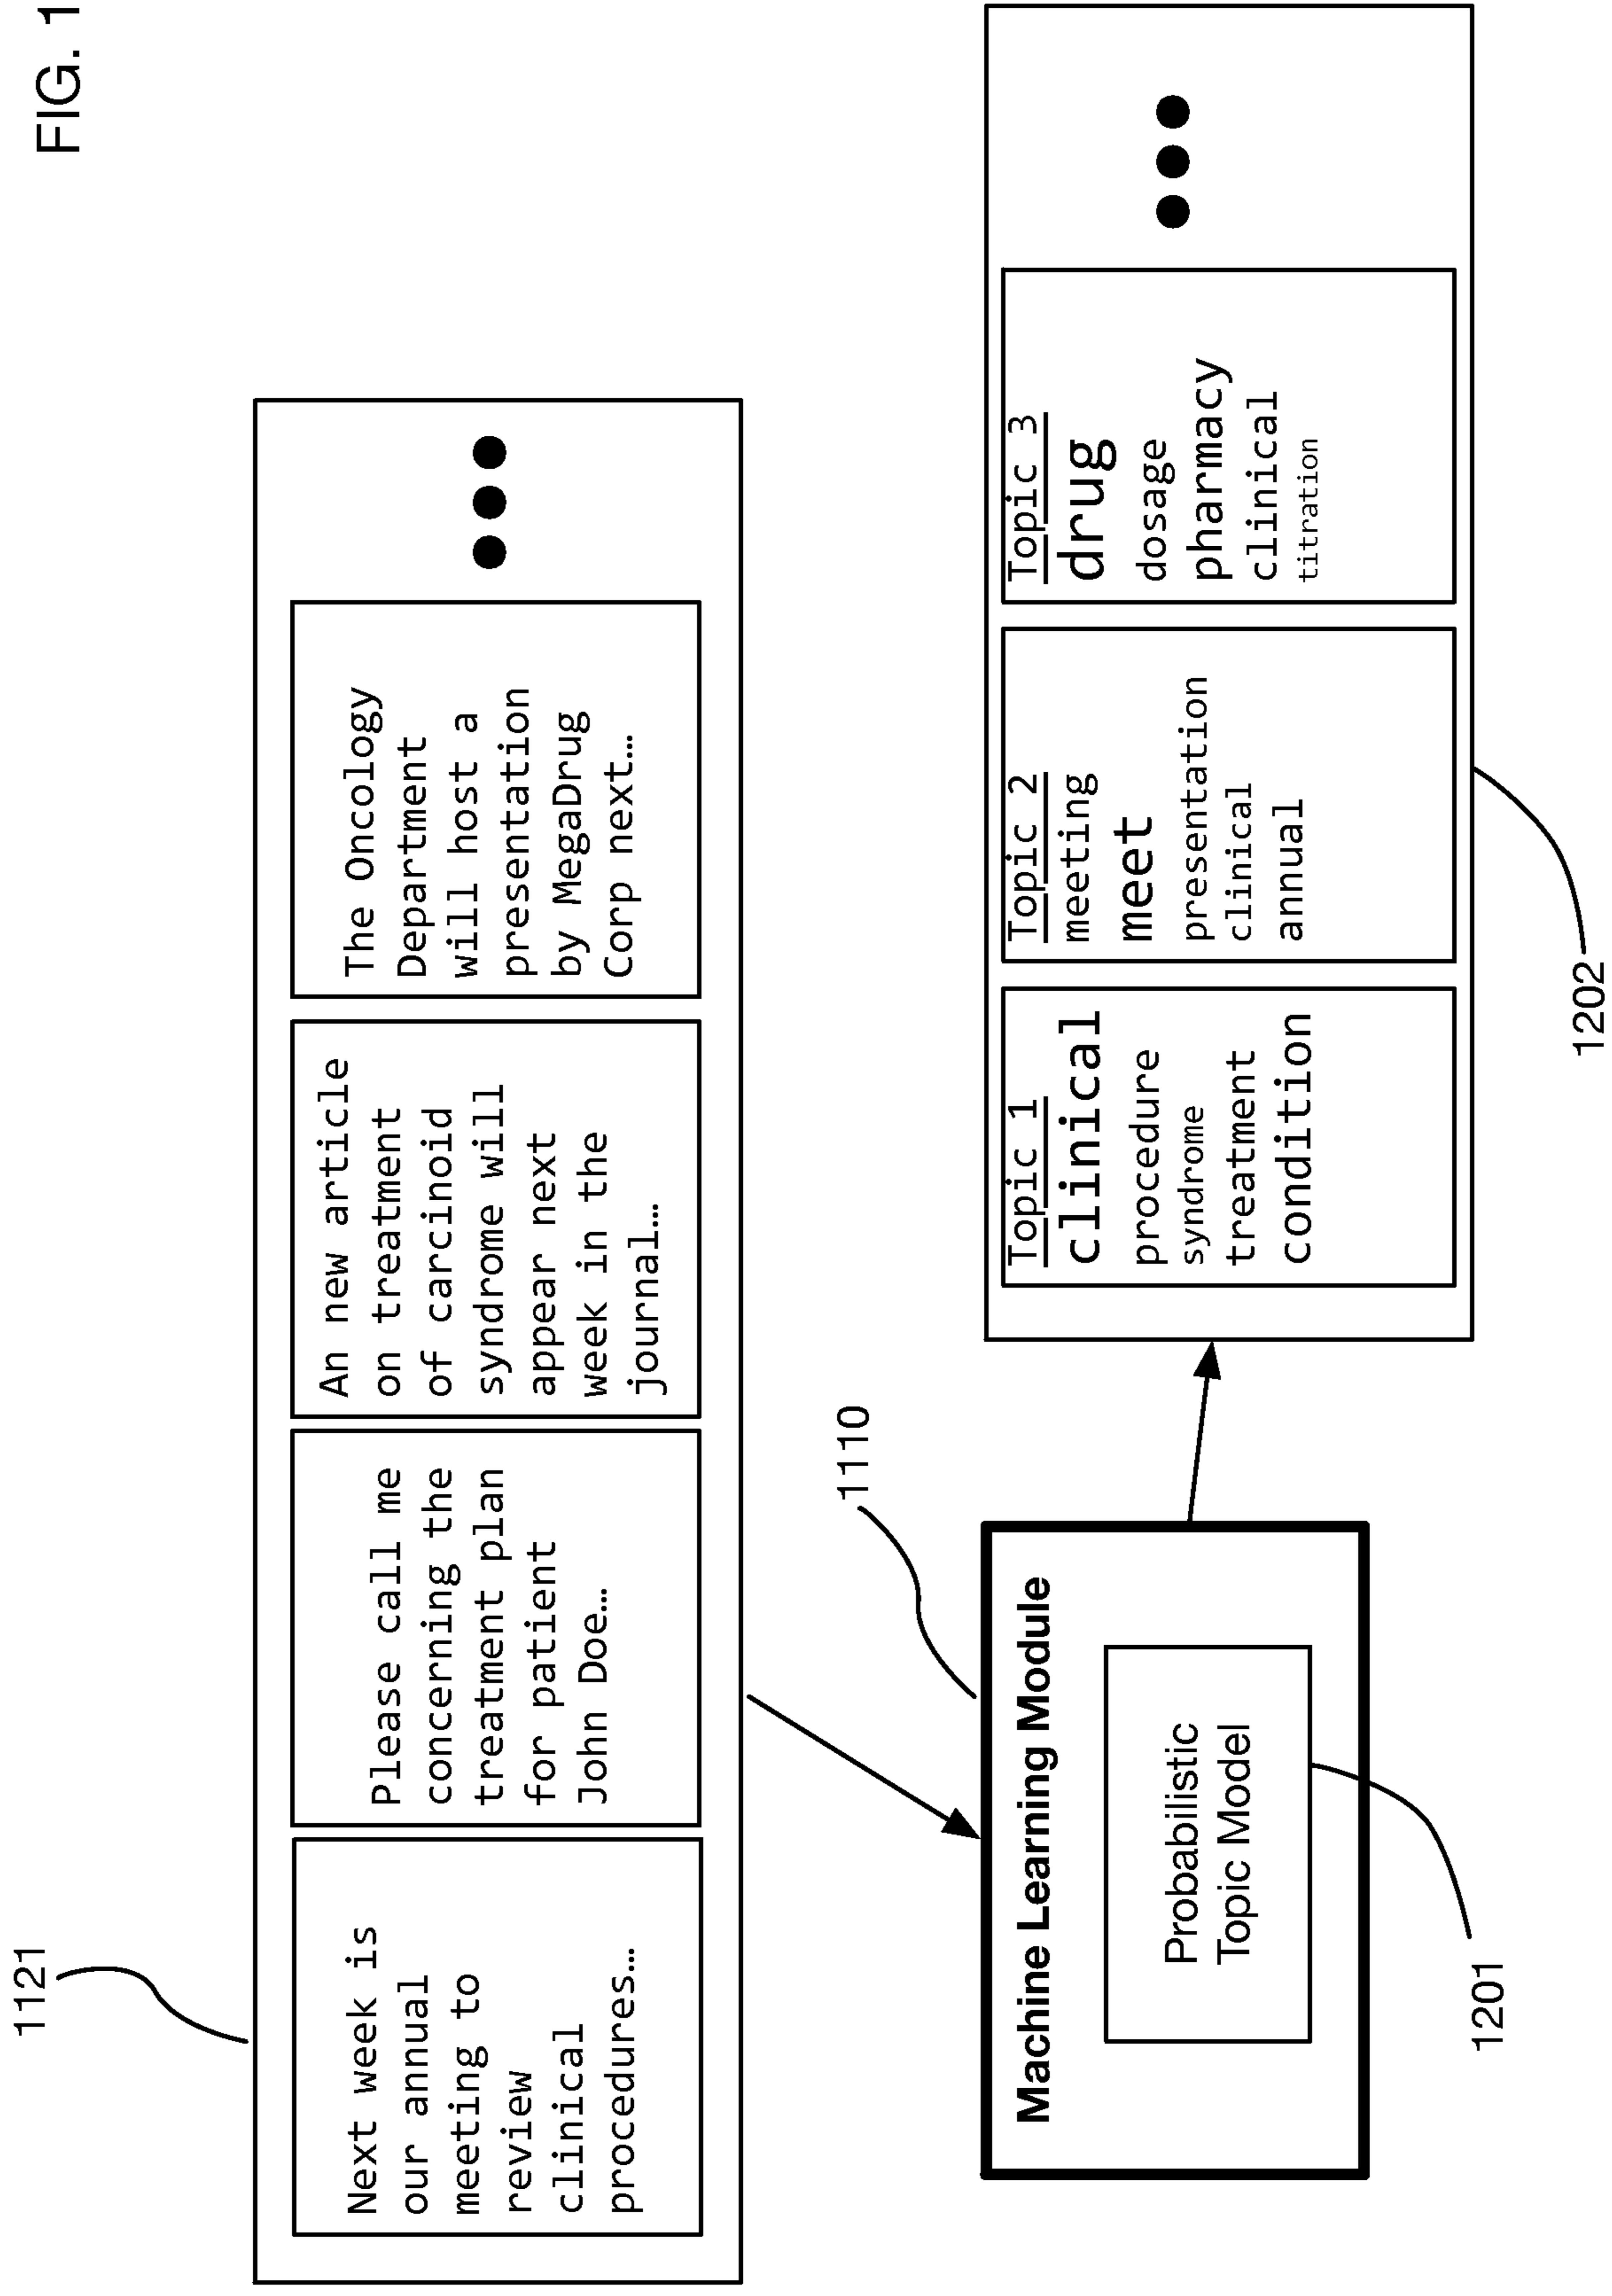 FIG. 1
1121
Next week is
our annual
meeting to
review
clinical
procedures…
Please call me
concerning the
treatment plan
for patient
John Doe…
An new article
on treatment
of carcinoid
syndrome will
appear next
week in the
journal…
The Oncology
Department
will host a
presentation
by MegaDrug
Corp next…
1110
Machine Learning Module
Probabilistic
Topic Model
1201
Topic 1
clinical
procedure
syndrome
treatment
condition
Topic 2
meeting
meet
presentation
clinical
annual
Topic 3
drug
dosage
pharmacy
clinical
titration
1202